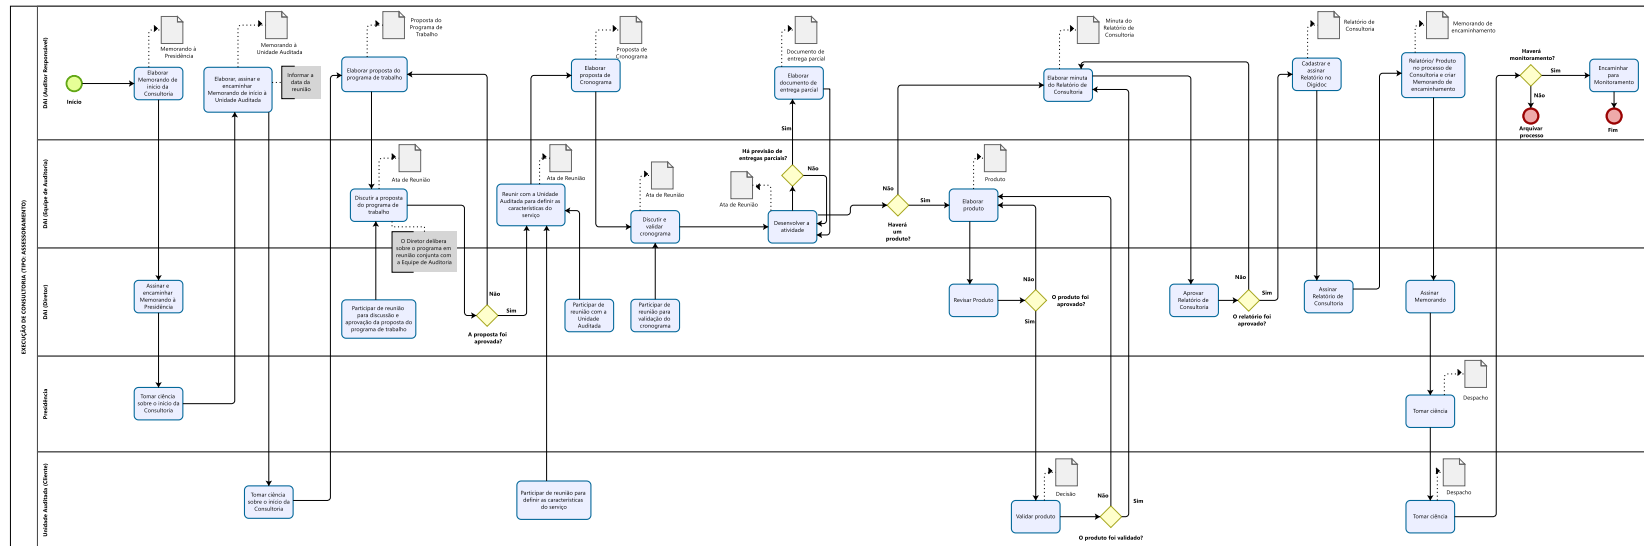 EXECUÇÃO DE CONSULTORIA (TIPO: ASSESSORAMENTO)
DAI (Auditor Responsável)
Início
Elaborar
Memorando de
início da
Consultoria
Memorando à
Presidência
Elaborar, assinar e
encaminhar
Memorando de início à
Unidade Auditada
Memorando à
Unidade Auditada
Informar a
data da
reunião
Elaborar proposta do
programa de trabalho
Proposta do
Programa de
Trabalho
Elaborar
proposta de
Cronograma
Proposta de
Cronograma
Elaborar
documento de
entrega parcial
Documento de
entrega parcial
Sim
Elaborar minuta
do Relatório de
Consultoria
Minuta do
Relatório de
Consultoria
Cadastrar e
assinar
Relatório no
Digidoc
Relatório de
Consultoria
Relatório/ Produto
no processo de
Consultoria e criar
Memorando de
encaminhamento
Memorando de
encaminhamento
Haverá
monitoramento?
Sim
Não
Arquivar
processo
Encaminhar
para
Monitoramento
Fim
DAI (Equipe de Auditoria)
Discutir a proposta
do programa de
trabalho
Ata de Reunião
O Diretor delibera
sobre o programa em
reunião conjunta com
a Equipe de Auditoria
Reunir com a Unidade
Auditada para definir as
características do
serviço
Ata de Reunião
Discutir e
validar
cronograma
Ata de Reunião
Ata de Reunião
Desenvolver a
atividade
Há previsão de
entregas parciais?
Não
Não
Haverá
um
produto?
Sim
Elaborar
produto
Produto
DAI (Diretor)
Assinar e
encaminhar
Memorando à
Presidência
Participar de reunião
para discussão e
aprovação da proposta do
programa de trabalho
Não
Sim
A proposta foi
aprovada?
Participar de
reunião com a
Unidade
Auditada
Participar de
reunião para
validação do
cronograma
Revisar Produto
Não
O produto foi
aprovado?
Sim
Aprovar
Relatório de
Consultoria
Não
Sim
O relatório foi
aprovado?
Assinar
Relatório de
Consultoria
Assinar
Memorando
Presidência
Tomar ciência
sobre o início da
Consultoria
Tomar ciência
Despacho
Unidade Auditada (Cliente)
Tomar ciência
sobre o início da
Consultoria
Participar de reunião para
definir as características
do serviço
Validar produto
Decisão
Não
Sim
O produto foi validado?
Tomar ciência
Despacho